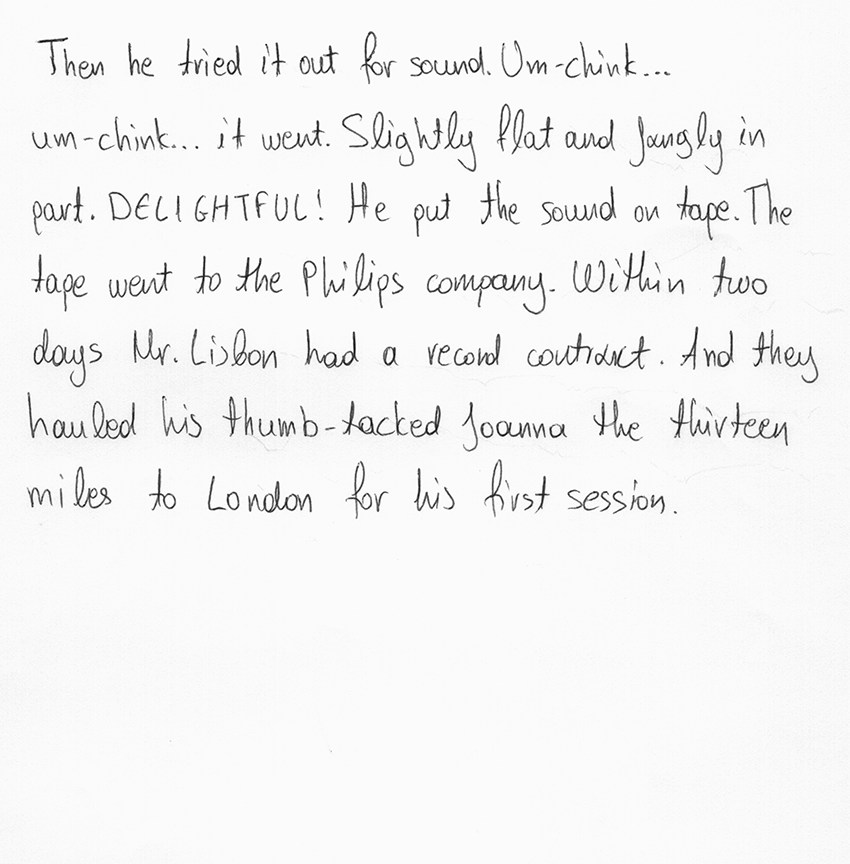 Then he tried it out for sound. Um-chink...
um-chink... it went. Slightly flat and jangly in
part. DELIGHTFUL! He put the sound on tape. The
tape went to the Philips company. Within two
days Mr. Lisbon had a record contract. And they
hauled his thumb-tacked Joanna the thirteen
miles to London for his first session.